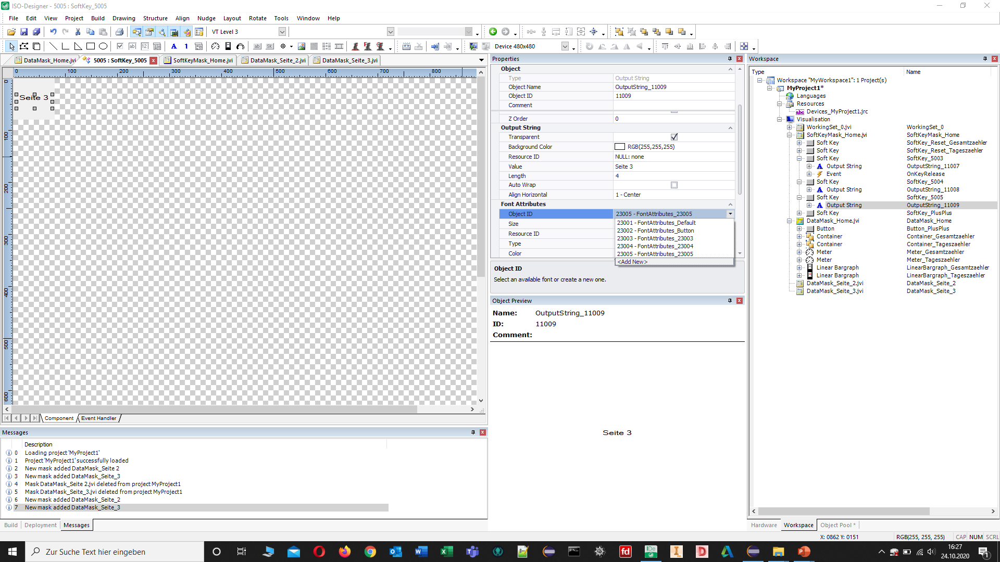 ISO-Designer - 5005 : SoftKey_5005
File Edit View Project Build Drawing Structure Align Nudge Layout Rotate Tools Window Help
VT Level 3
Device 480x480
DataMask_Home.jvi 5005 : SoftKey_5005 SoftKeyMask_Home.jvi DataMask_Seite_2.jvi DataMask_Seite_3.jvi
0 100 200 300 400 500 600 700 800
0
100
200
300
400
500
600
Seite 3
Component Event Handler
Properties
Object
Type Output String
Object Name OutputString_11009
Object ID 11009
Comment
Z Order 0
Output String
Transparent
Background Color RGB(255,255,255)
Resource ID NULL: none
Value Seite 3
Length 4
Auto Wrap
Align Horizontal 1 - Center
Font Attributes
Object ID 23005 - FontAttributes_23005
Size
Resource ID
Type
Color
23001 - FontAttributes_Default
23002 - FontAttributes_Button
23003 - FontAttributes_23003
23004 - FontAttributes_23004
23005 - FontAttributes_23005
<Add New>
Object ID
Select an available font or create a new one.
Object Preview
Name: OutputString_11009
ID: 11009
Comment:
Seite 3
Workspace
Type Name
Workspace "MyWorkspace1": 1 Project(s)
MyProject1*
Languages
Resources
abc Devices_MyProject1.jrc
Visualisation
WorkingSet_0.jvi WorkingSet_0
SoftKeyMask_Home.jvi SoftKeyMask_Home
Soft Key SoftKey_Reset_Gesamtzaehler
Soft Key SoftKey_Reset_Tageszaehler
Soft Key SoftKey_5003
Output String OutputString_11007
Event OnKeyRelease
Soft Key SoftKey_5004
Output String OutputString_11008
Soft Key SoftKey_5005
Output String OutputString_11009
Soft Key SoftKey_PlusPlus
DataMask_Home.jvi DataMask_Home
Button Button_PlusPlus
Container Container_Gesamtzaehler
Container Container_Tageszaehler
Meter Meter_Gesamtzaehler
Meter Meter_Tageszaehler
Linear Bargraph LinearBargraph_Gesamtzaehler
Linear Bargraph LinearBargraph_Tageszaehler
DataMask_Seite_2.jvi DataMask_Seite_2
DataMask_Seite_3.jvi DataMask_Seite_3
Hardware Workspace Object Pool *
Messages
Description
0 Loading project 'MyProject1'
1 Project 'MyProject1' successfully loaded
2 New mask added DataMask_Seite 2
3 New mask added DataMask_Seite_3
4 Mask DataMask_Seite 2.jvi deleted from project MyProject1
5 Mask DataMask_Seite_3.jvi deleted from project MyProject1
6 New mask added DataMask_Seite_2
7 New mask added DataMask_Seite_3
Build Deployment Messages
X: 0862 Y: 0151 RGB(255, 255, 255) CAP NUM SCRL
Zur Suche Text hier eingeben
16:27
24.10.2020